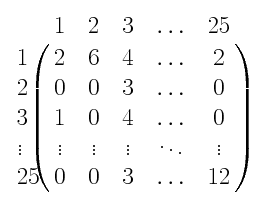 1 2 3 … 25
1 2 6 4 … 2
2 0 0 3 … 0
3 1 0 4 … 0
⋮ ⋮ ⋮ ⋮ ⋱ ⋮
25 0 0 3 … 12